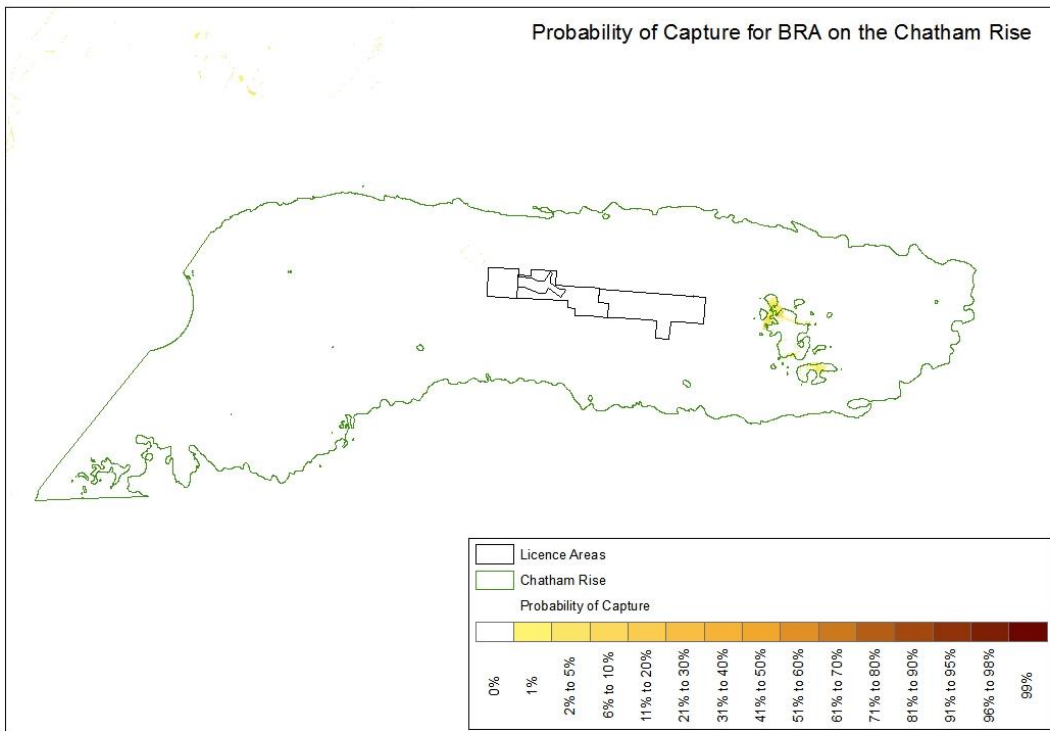 Probability of Capture for BRA on the Chatham Rise
Licence Areas
Chatham Rise
Probability of Capture
0%
1%
2% to 5%
6% to 10%
11% to 20%
21% to 30%
31% to 40%
41% to 50%
51% to 60%
61% to 70%
71% to 80%
81% to 90%
91% to 95%
96% to 98%
99%